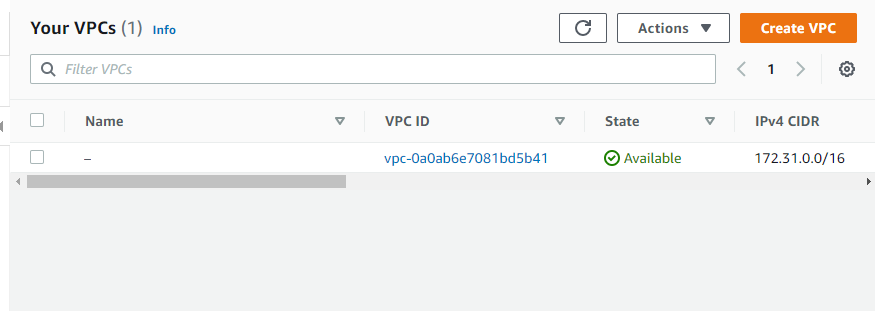 Your VPCs (1) Info Actions Create VPC
Filter VPCs 1
Name VPC ID State IPv4 CIDR
– vpc-0a0ab6e7081bd5b41 Available 172.31.0.0/16